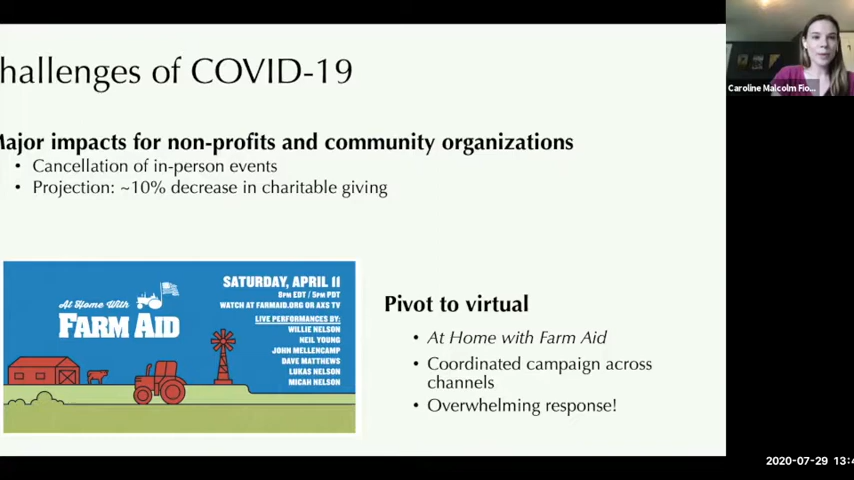 hallenges of COVID-19
Major impacts for non-profits and community organizations
• Cancellation of in-person events
• Projection: ~10% decrease in charitable giving
At Home With
FARM AID
SATURDAY, APRIL 11
8PM EDT / 5PM PDT
WATCH AT FARMAID.ORG OR AXS TV
LIVE PERFORMANCES BY:
WILLIE NELSON
NEIL YOUNG
JOHN MELLENCAMP
DAVE MATTHEWS
LUKAS NELSON
MICAH NELSON
Pivot to virtual
• At Home with Farm Aid
• Coordinated campaign across
channels
• Overwhelming response!
Caroline Malcolm Fio...
2020-07-29 13:4